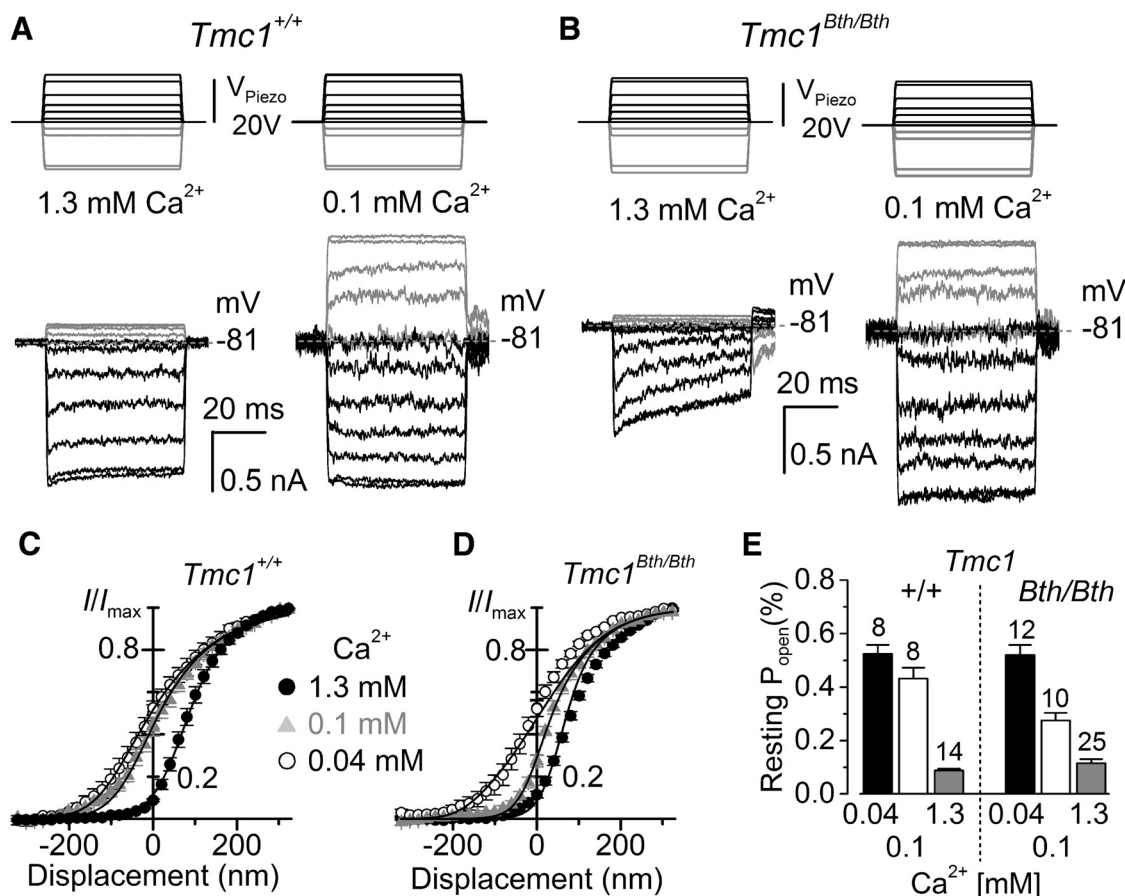 A Tmc1+/+
V Piezo
20V
1.3 mM Ca2+
0.1 mM Ca2+
mV
-81
20 ms
0.5 nA
B Tmc1Bth/Bth
V Piezo
20V
1.3 mM Ca2+
0.1 mM Ca2+
mV
-81
mV
-81
20 ms
0.5 nA
C Tmc1+/+
I/Imax
0.8
0.2
Ca2+
1.3 mM
0.1 mM
0.04 mM
-200 0 200
Displacement (nm)
D Tmc1Bth/Bth
I/Imax
0.8
0.2
-200 0 200
Displacement (nm)
E Tmc1
+/+ Bth/Bth
Resting Popen(%)
0.8
0.6
0.4
0.2
0.0
8 8 14 12 10 25
0.04 1.3 0.04 1.3
0.1 0.1
Ca2+ [mM]